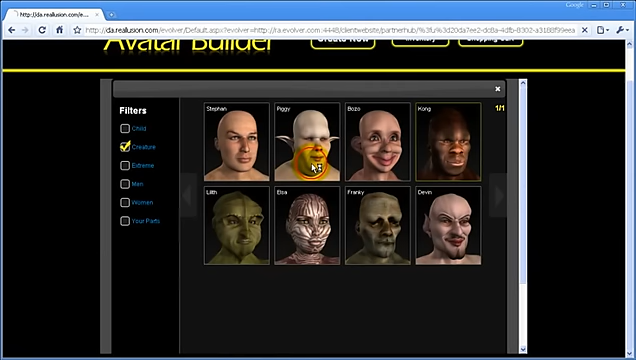 Google
http://da.reallusion.com/e...
Avatar Builder
Create Now
Filters
Child
Creature
Extreme
Men
Women
Your Parts
Stephan
Piggy
Bozo
Kong
1/1
Lilith
Elsa
Franky
Devin